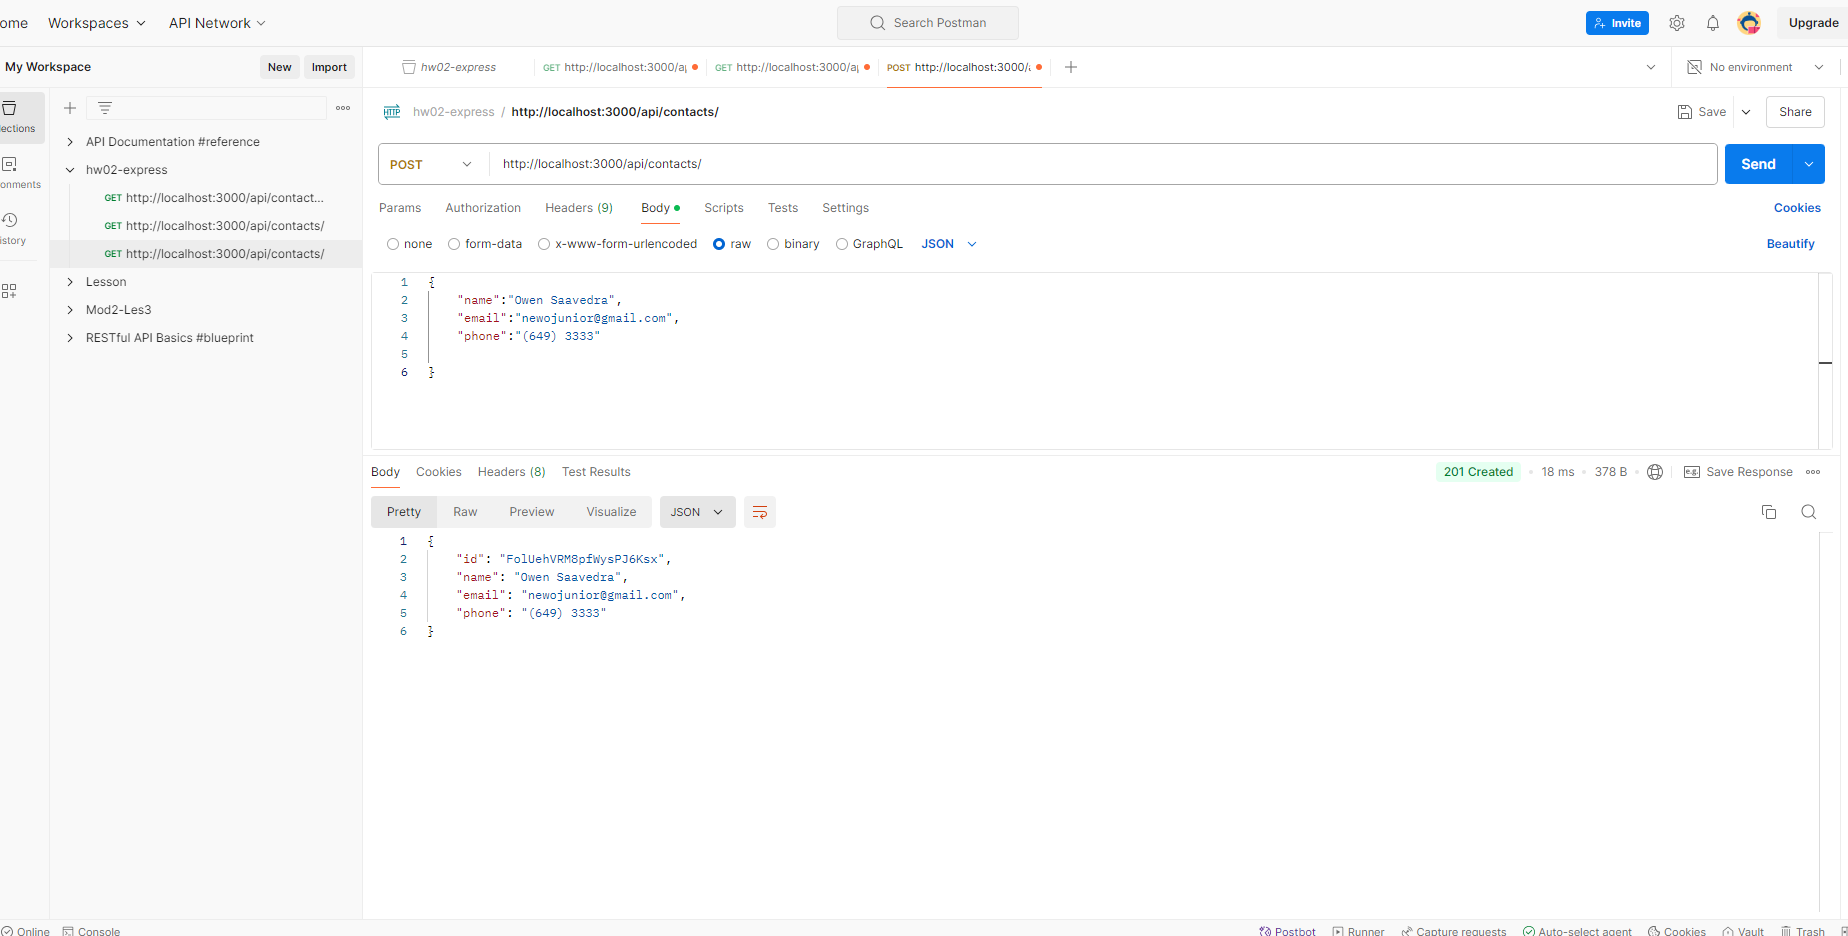 ome Workspaces API Network Search Postman Invite Upgrade
My Workspace New Import hw02-express GET http://localhost:3000/a GET http://localhost:3000/a POST http://localhost:3000/ No environment
lections
onments
istory
API Documentation #reference
hw02-express
GET http://localhost:3000/api/contact...
GET http://localhost:3000/api/contacts/
GET http://localhost:3000/api/contacts/
Lesson
Mod2-Les3
RESTful API Basics #blueprint
HTTP hw02-express / http://localhost:3000/api/contacts/ Save Share
POST http://localhost:3000/api/contacts/ Send
Params Authorization Headers (9) Body Scripts Tests Settings Cookies
none form-data x-www-form-urlencoded raw binary GraphQL JSON Beautify
1 {
2 "name":"Owen Saavedra",
3 "email":"newojunior@gmail.com",
4 "phone":"(649) 3333"
5
6 }
Body Cookies Headers (8) Test Results 201 Created 18 ms 378 B e.g. Save Response
Pretty Raw Preview Visualize JSON
1 {
2 "id": "FolUehVRM8pfWysPJ6Ksx",
3 "name": "Owen Saavedra",
4 "email": "newojunior@gmail.com",
5 "phone": "(649) 3333"
6 }
Online Console Postbot Runner Capture requests Auto-select agent Cookies Vault Trash